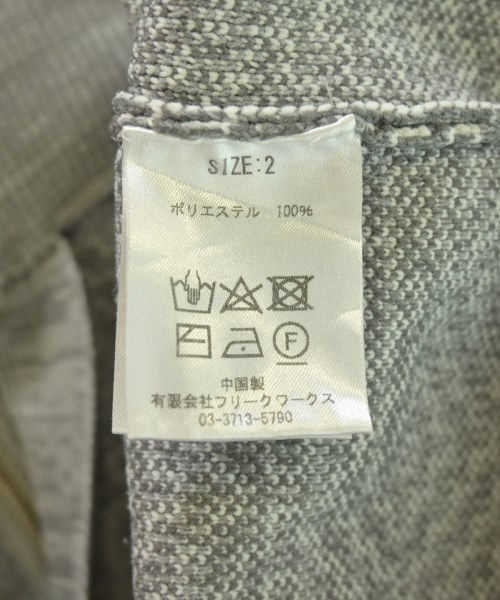 SIZE:2
ポリエステル 100%
F
中国製
有限会社フリークワークス
03-3713-5790